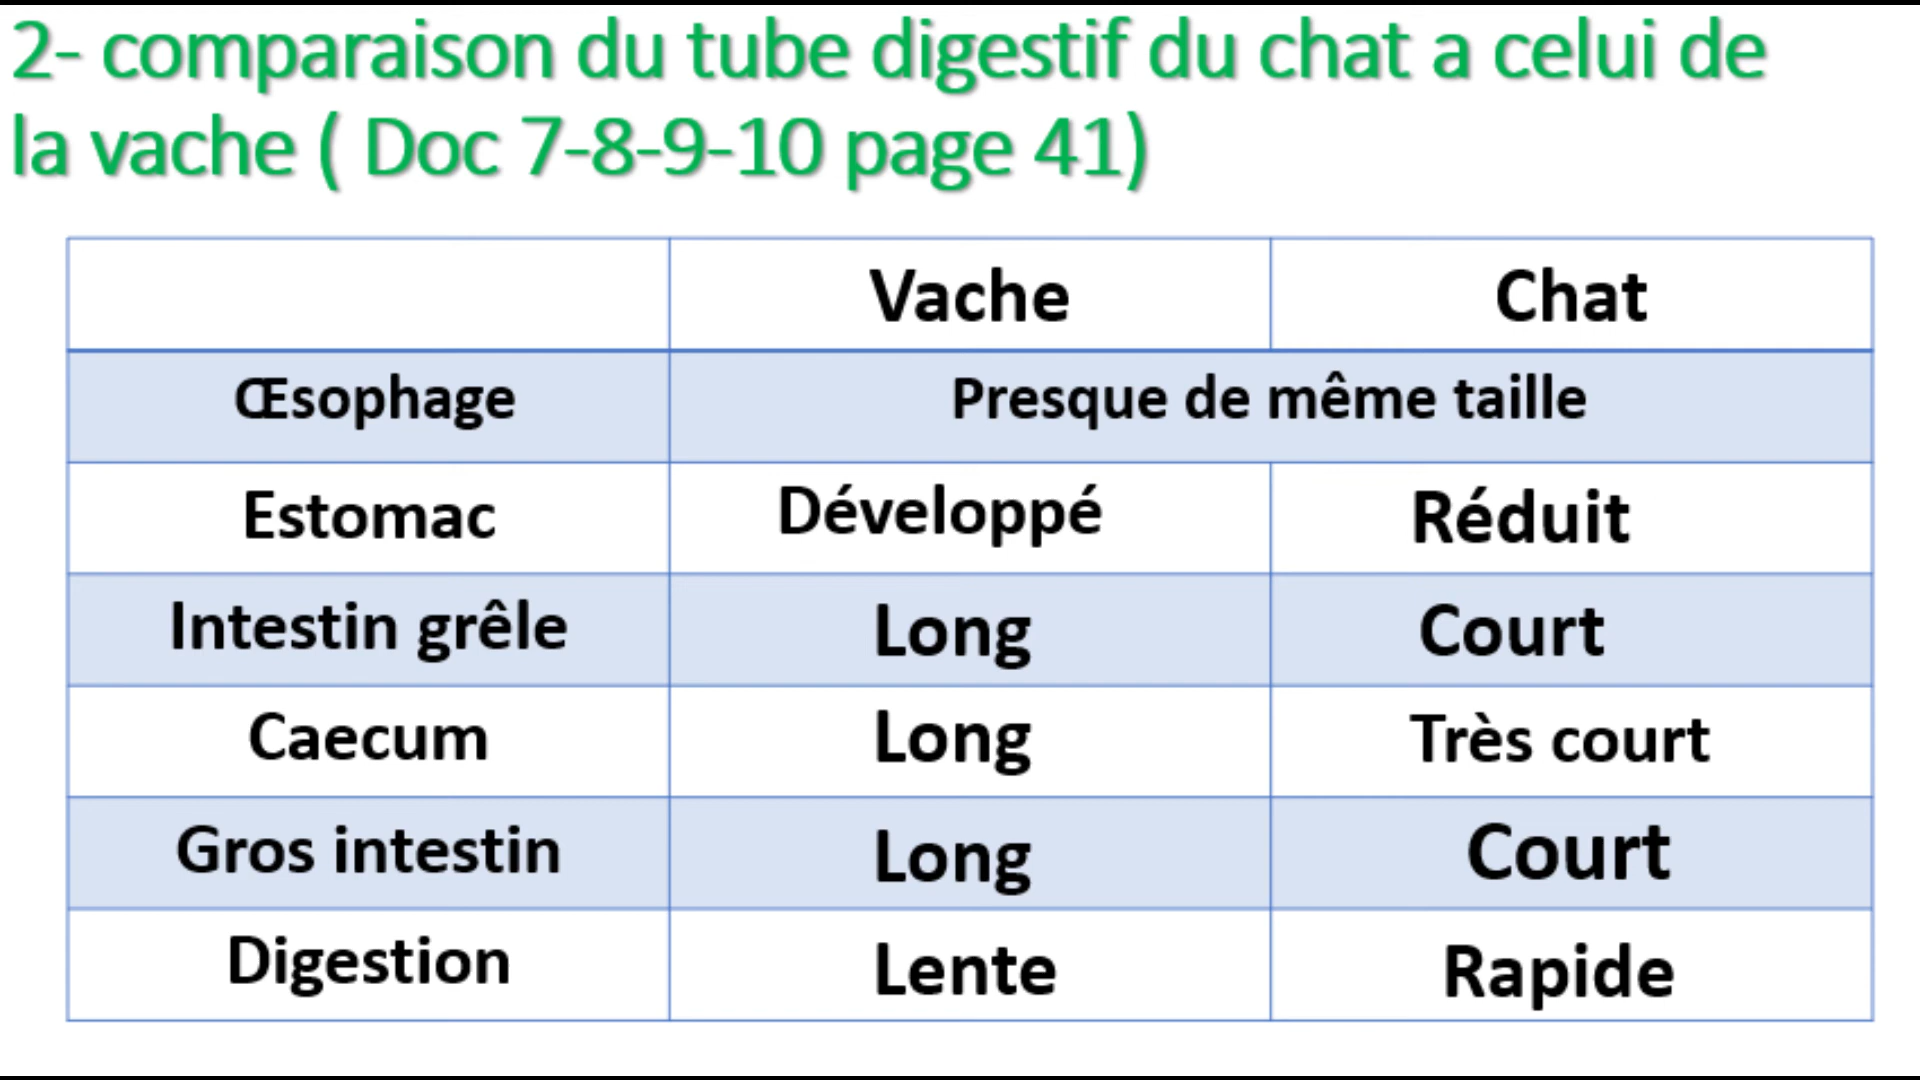 2- comparaison du tube digestif du chat a celui de
la vache ( Doc 7-8-9-10 page 41)
Vache Chat
Œsophage Presque de même taille
Estomac Développé Réduit
Intestin grêle Long Court
Caecum Long Très court
Gros intestin Long Court
Digestion Lente Rapide